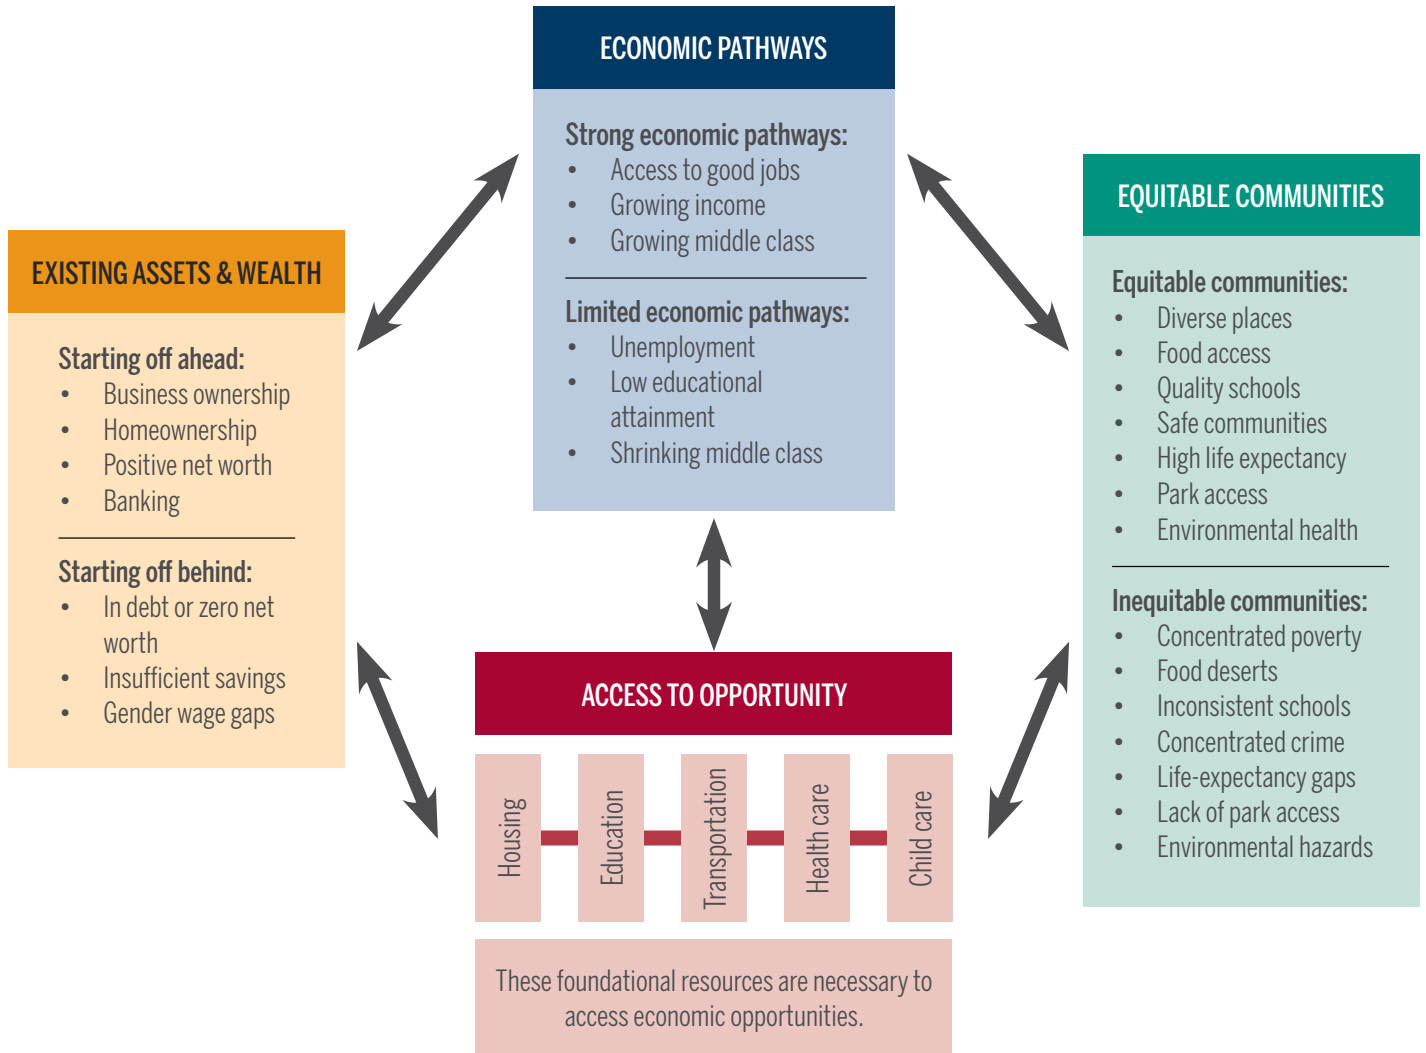 ECONOMIC PATHWAYS
Strong economic pathways:
• Access to good jobs
• Growing income
• Growing middle class
Limited economic pathways:
• Unemployment
• Low educational
attainment
• Shrinking middle class
EXISTING ASSETS & WEALTH
Starting off ahead:
• Business ownership
• Homeownership
• Positive net worth
• Banking
Starting off behind:
• In debt or zero net
worth
• Insufficient savings
• Gender wage gaps
EQUITABLE COMMUNITIES
Equitable communities:
• Diverse places
• Food access
• Quality schools
• Safe communities
• High life expectancy
• Park access
• Environmental health
Inequitable communities:
• Concentrated poverty
• Food deserts
• Inconsistent schools
• Concentrated crime
• Life-expectancy gaps
• Lack of park access
• Environmental hazards
ACCESS TO OPPORTUNITY
Housing
Education
Transportation
Health care
Child care
These foundational resources are necessary to
access economic opportunities.